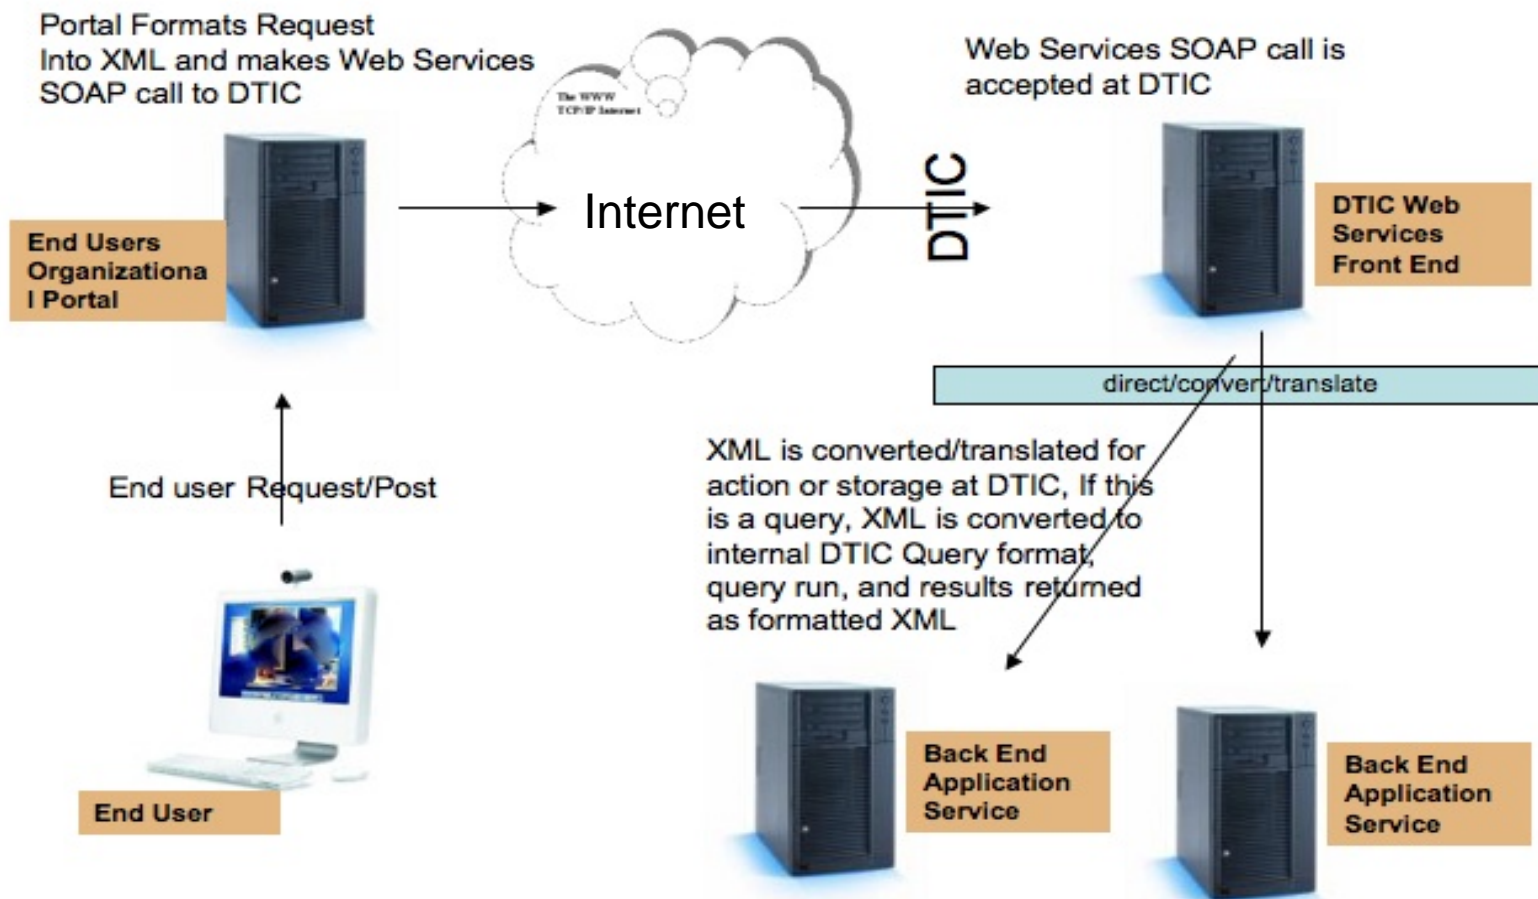 Portal Formats Request
Into XML and makes Web Services
SOAP call to DTIC
The WWW
TCP/IP Internet
Web Services SOAP call is
accepted at DTIC
End Users
Organizationa
l Portal
Internet
DTIC
DTIC Web
Services
Front End
direct/convert/translate
End user Request/Post
XML is converted/translated for
action or storage at DTIC, If this
is a query, XML is converted to
internal DTIC Query format,
query run, and results returned
as formatted XML
End User
Back End
Application
Service
Back End
Application
Service